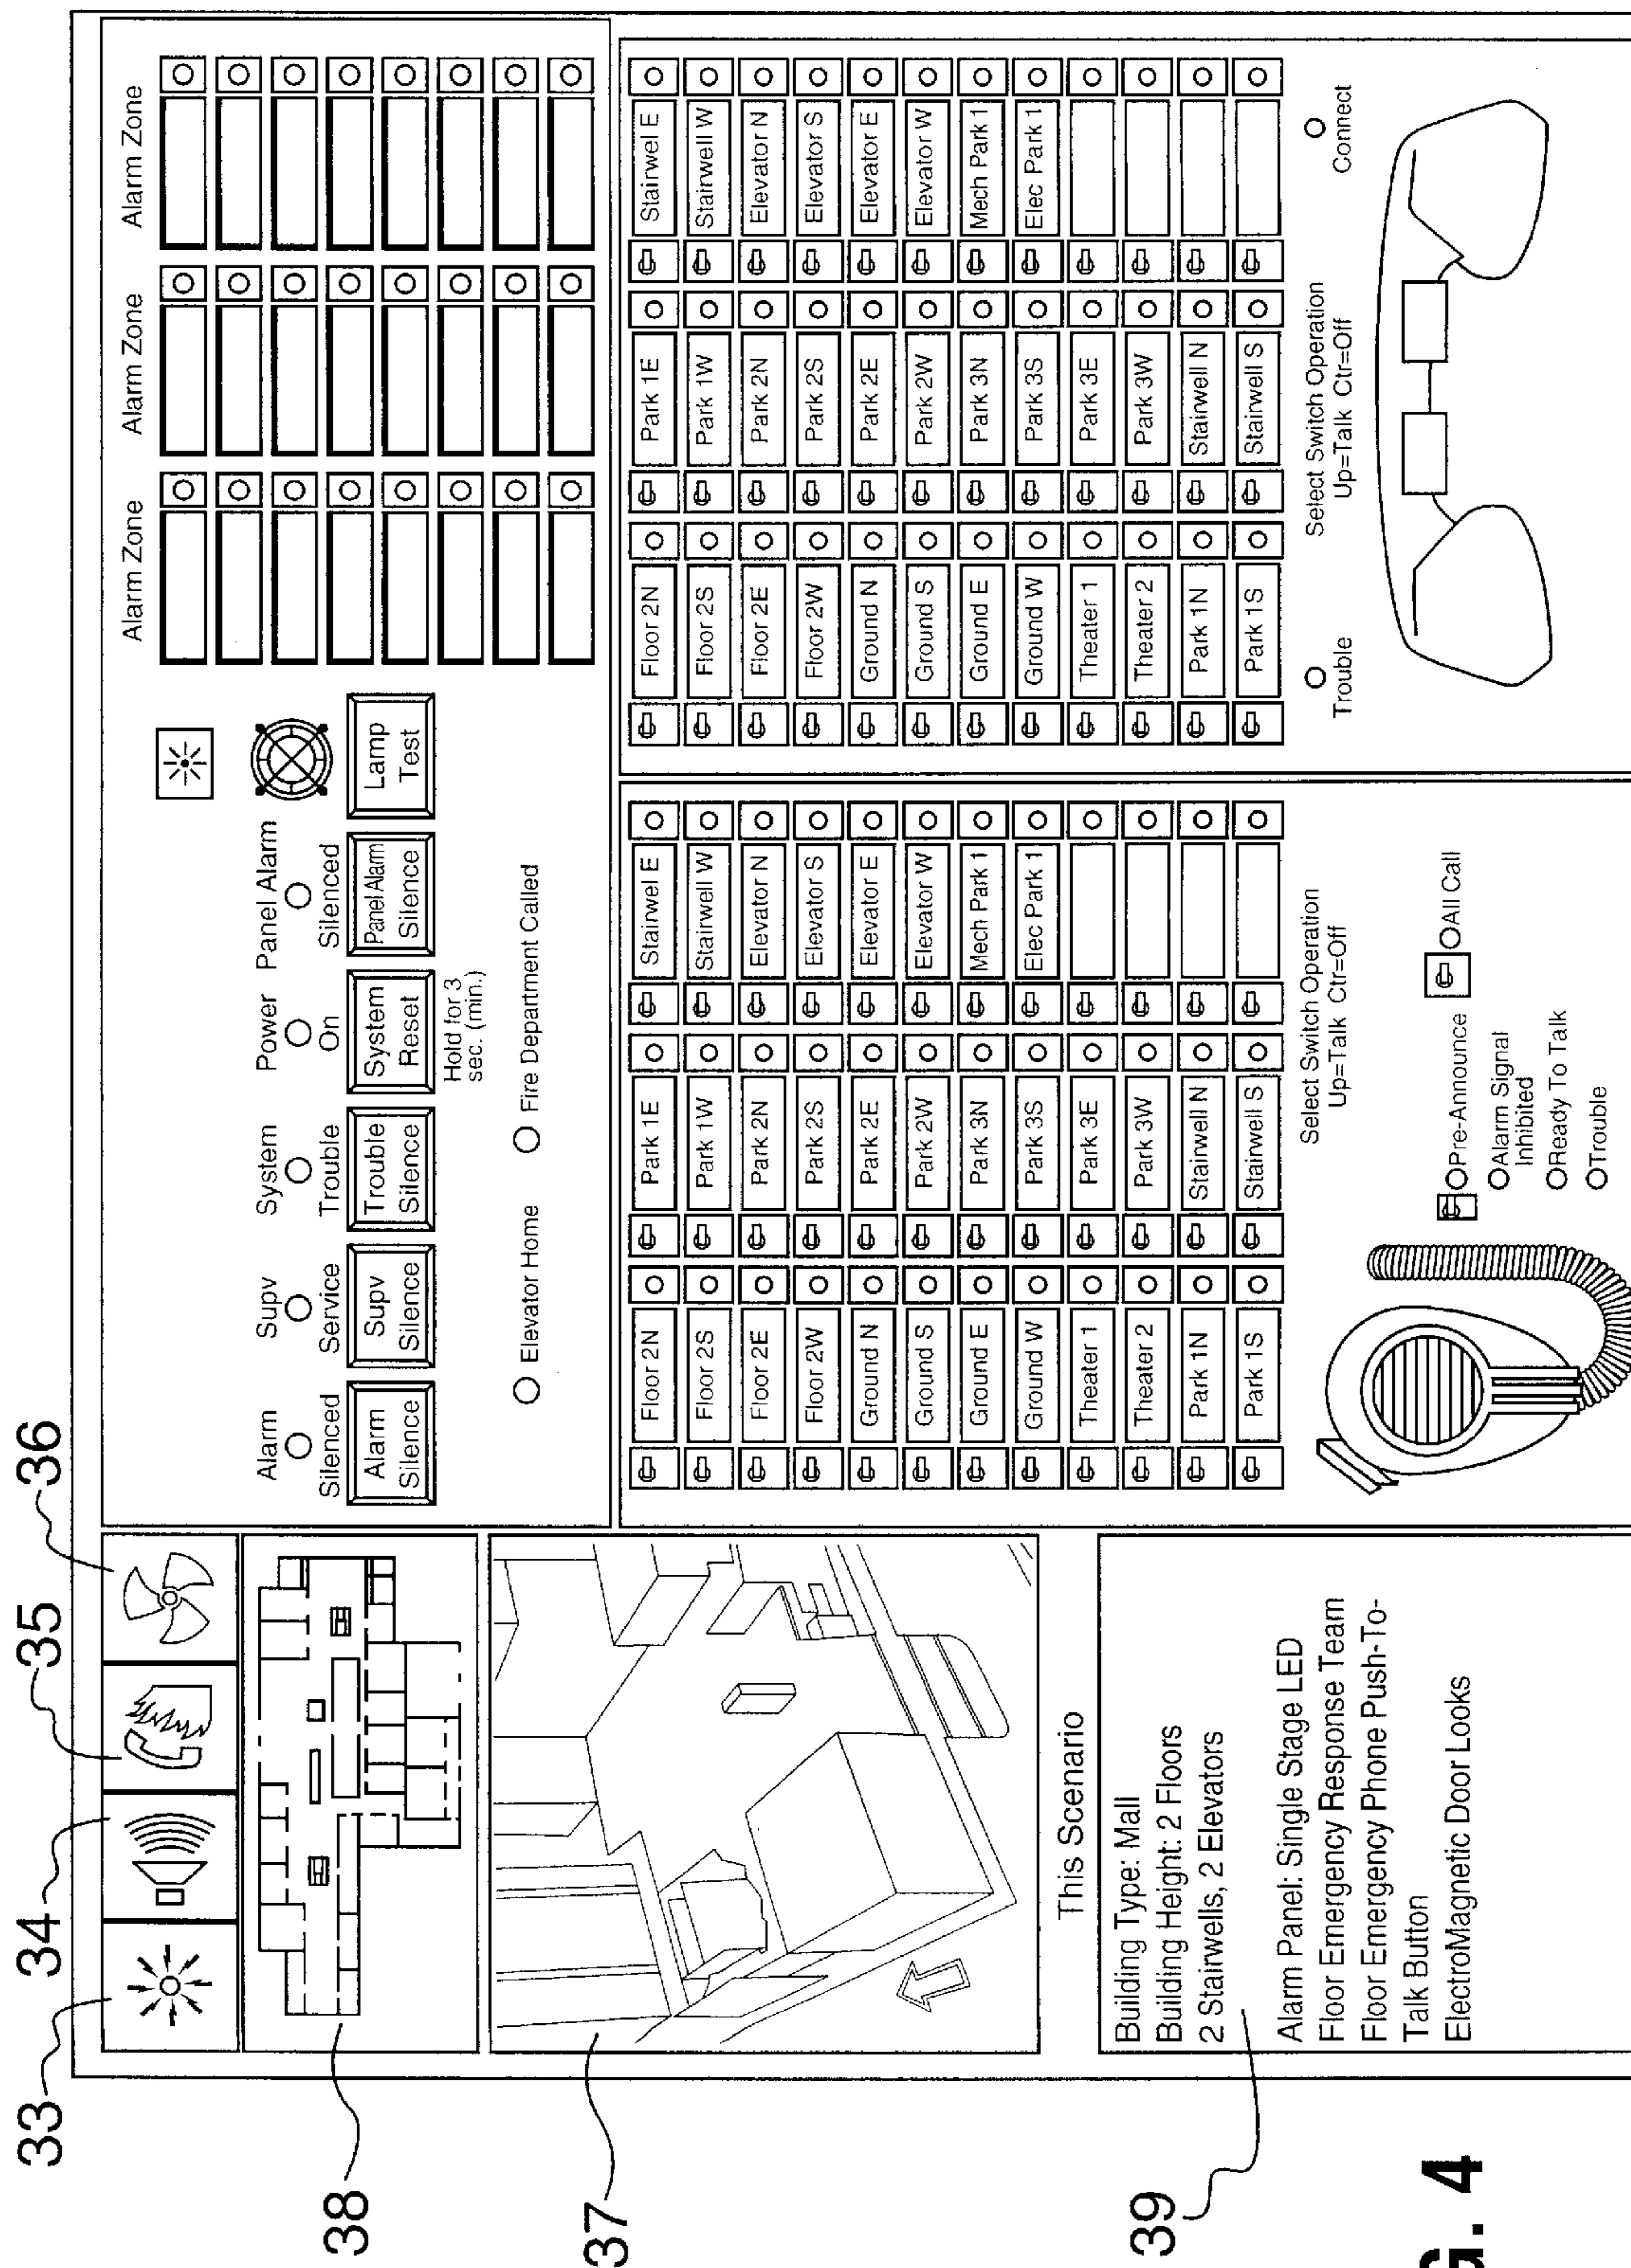 33 34 35 36
38
37
This Scenario
39
Building Type: Mall
Building Height: 2 Floors
2 Stairwells, 2 Elevators
Alarm Panel: Single Stage LED
Floor Emergency Response Team
Floor Emergency Phone Push-To-
Talk Button
ElectroMagnetic Door Looks
Alarm Supv System Power Panel Alarm
Silenced Service Trouble On Silenced
Alarm Silence
Supv Silence
Trouble Silence
System Reset
Panel Alarm Silence
Lamp Test
Hold for 3
sec. (min.)
Elevator Home Fire Department Called
Alarm Zone Alarm Zone Alarm Zone
Floor 2N Park 1E Stairwel E
Floor 2S Park 1W Stairwell W
Floor 2E Park 2N Elevator N
Floor 2W Park 2S Elevator S
Ground N Park 2E Elevator E
Ground S Park 2W Elevator W
Ground E Park 3N Mech Park 1
Ground W Park 3S Elec Park 1
Theater 1 Park 3E
Theater 2 Park 3W
Park 1N Stairwell N
Park 1S Stairwell S
Select Switch Operation
Up=Talk Ctr=Off
Pre-Announce All Call
Alarm Signal
Inhibited
Ready To Talk
Trouble
Floor 2N Park 1E Stairwel E
Floor 2S Park 1W Stairwell W
Floor 2E Park 2N Elevator N
Floor 2W Park 2S Elevator S
Ground N Park 2E Elevator E
Ground S Park 2W Elevator W
Ground E Park 3N Mech Park 1
Ground W Park 3S Elec Park 1
Theater 1 Park 3E
Theater 2 Park 3W
Park 1N Stairwell N
Park 1S Stairwell S
Trouble
Select Switch Operation
Up=Talk Ctr=Off
Connect
G. 4